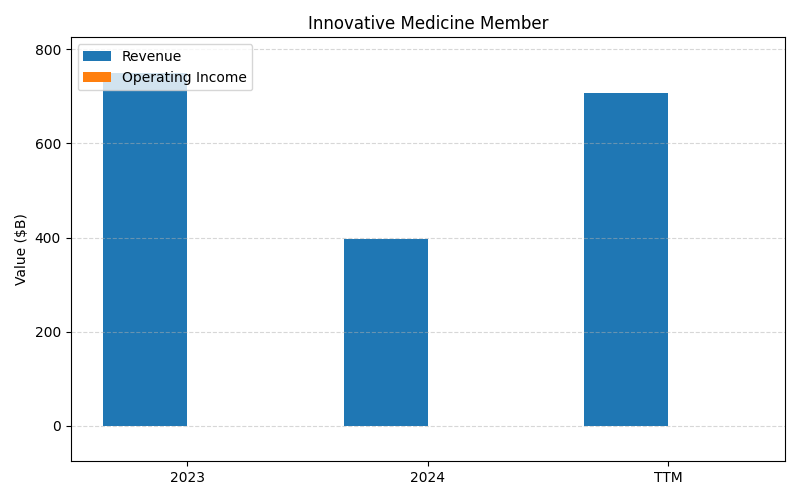 Innovative Medicine Member
Revenue
Operating Income
Value ($B)
800
600
400
200
0
2023
2024
TTM